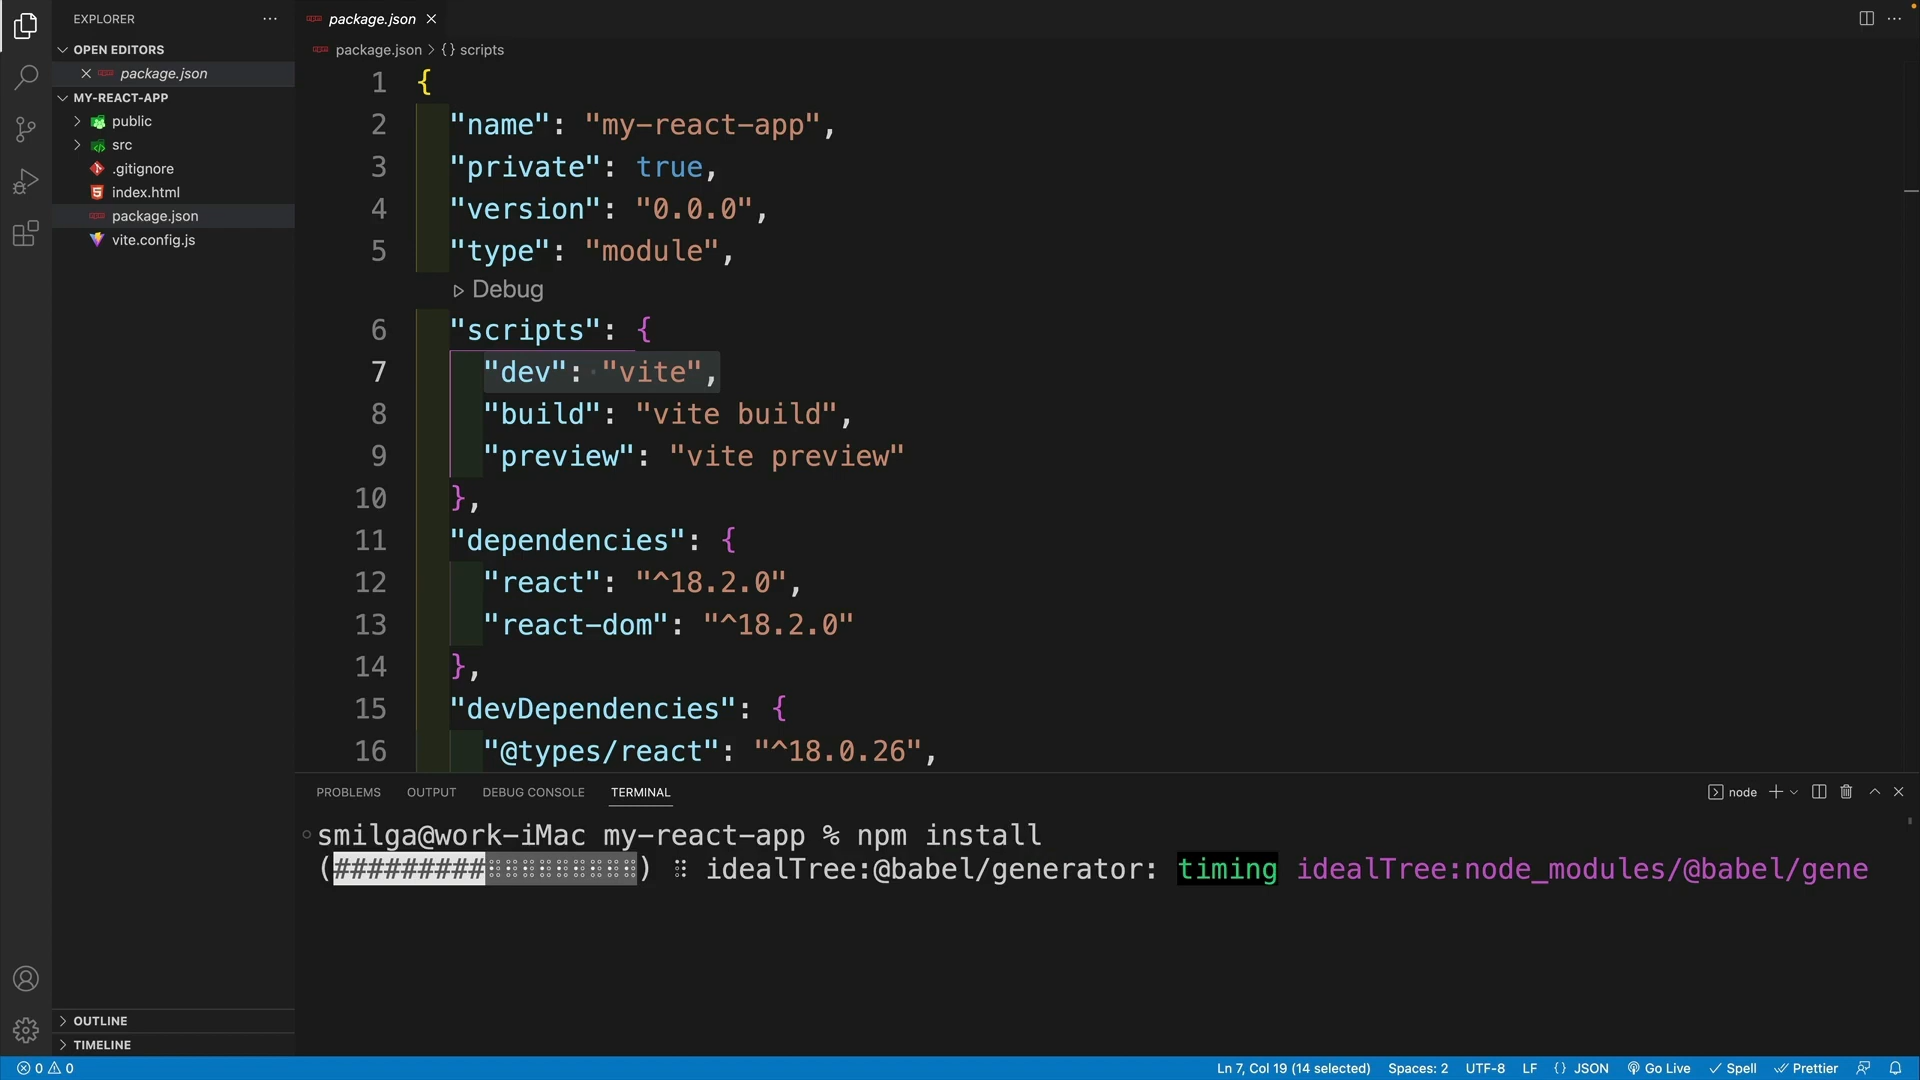 EXPLORER
OPEN EDITORS
package.json
MY-REACT-APP
public
src
.gitignore
index.html
package.json
vite.config.js
OUTLINE
TIMELINE
package.json
package.json > {} scripts
1 {
2 "name": "my-react-app",
3 "private": true,
4 "version": "0.0.0",
5 "type": "module",
Debug
6 "scripts": {
7 "dev": "vite",
8 "build": "vite build",
9 "preview": "vite preview"
10 },
11 "dependencies": {
12 "react": "^18.2.0",
13 "react-dom": "^18.2.0"
14 },
15 "devDependencies": {
16 "@types/react": "^18.0.26",
PROBLEMS OUTPUT DEBUG CONSOLE TERMINAL node
smilga@work-iMac my-react-app % npm install
(#########⠂⠂⠂⠂⠂⠂⠂⠂⠂) ⠸ idealTree:@babel/generator: timing idealTree:node_modules/@babel/gene
0 0 Ln 7, Col 19 (14 selected) Spaces: 2 UTF-8 LF {} JSON Go Live Spell Prettier